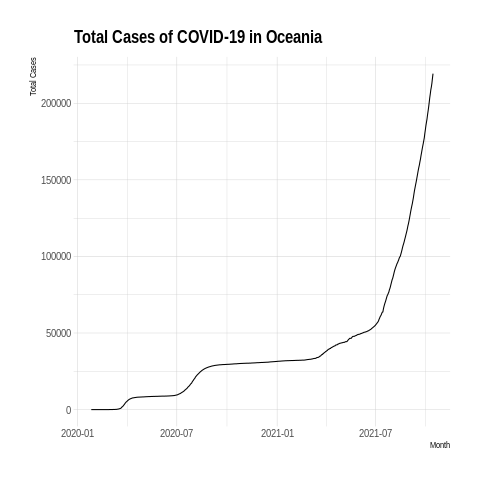 Total Cases of COVID-19 in Oceania
Total Cases
200000
150000
100000
50000
0
2020-01 2020-07 2021-01 2021-07
Month